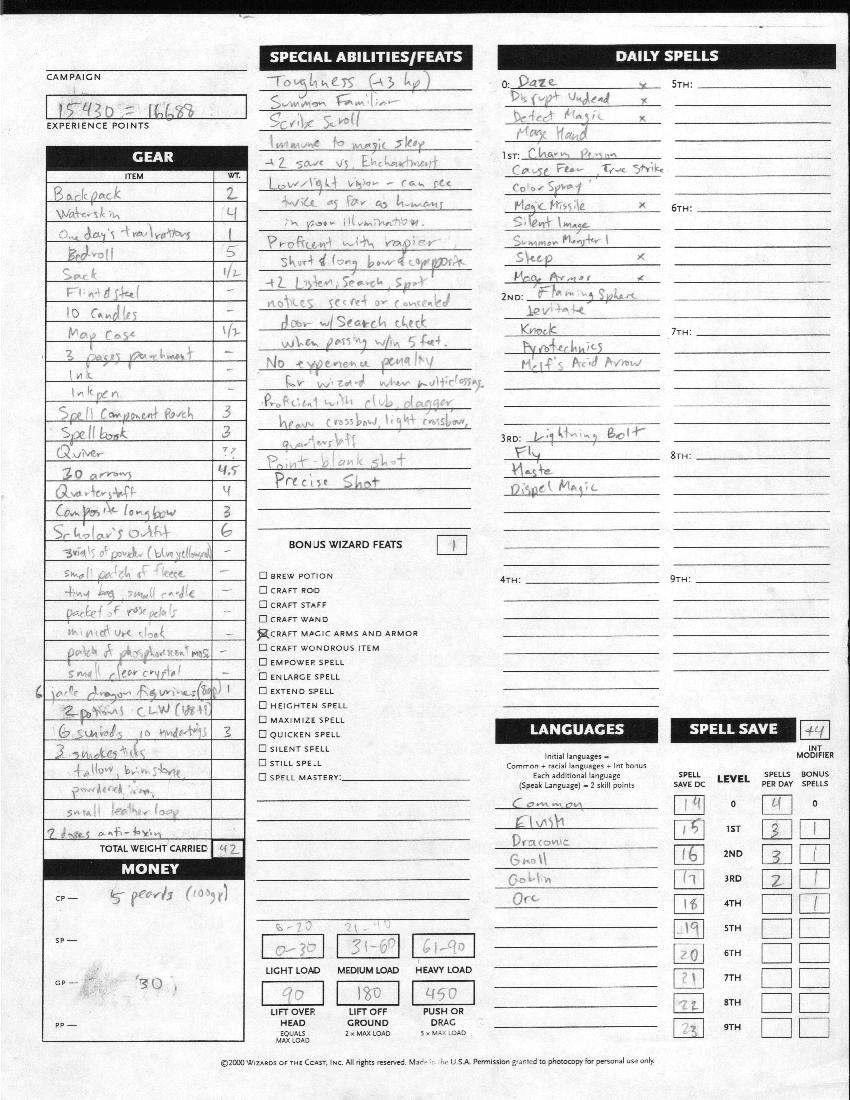 CAMPAIGN
15430 = 16688
EXPERIENCE POINTS
GEAR
ITEM WT.
Backpack 2
Waterskin 4
One day's trail rations 1
Bedroll 5
Sack 1/2
Flint & steel -
10 Candles -
Map Case 1/2
3 pages parchment -
Ink -
Inkpen -
Spell Component Porch 3
Spellbook 3
Quiver ??
30 arrows 4.5
Quarterstaff 4
Composite longbow 3
Scholar's Outfit 6
3 vials of powder (blue yellow red) -
small patch of fleece -
tiny bag, small candle -
packet of rose petals -
miniature cloak -
patch of phosphorescent moss -
small clear crystal -
6 jade dragon figurines (80gp) 1
2 potions CLW (1d8+1)
6 sunrods, 10 tindertwigs 3
3 smokesticks
tallow, brimstone,
powdered iron,
small leather loop
2 doses anti-toxin
TOTAL WEIGHT CARRIED 42
MONEY
CP — 5 pearls (100gp)
SP —
GP — 30
PP —
SPECIAL ABILITIES/FEATS
Toughness (+3 hp)
Summon Familiar
Scribe Scroll
Immune to magic sleep
+2 save vs. Enchantment
Low-light vision - can see
twice as far as humans
in poor illumination.
Proficent with rapier
short & long bow & composite
+2 Listen, Search, Spot
notices secret or concealed
door w/Search check
when passing w/in 5 feet.
No experience penalty
for wizard when multiclassing
Proficient with club, dagger,
heavy crossbow, light crossbow,
quarterstaff
Point-blank shot
Precise Shot
BONUS WIZARD FEATS 1
BREW POTION
CRAFT ROD
CRAFT STAFF
CRAFT WAND
CRAFT MAGIC ARMS AND ARMOR
CRAFT WONDROUS ITEM
EMPOWER SPELL
ENLARGE SPELL
EXTEND SPELL
HEIGHTEN SPELL
MAXIMIZE SPELL
QUICKEN SPELL
SILENT SPELL
STILL SPELL
SPELL MASTERY:
0-20 21-40
0-30 31-60 61-90
LIGHT LOAD MEDIUM LOAD HEAVY LOAD
90 180 450
LIFT OVER HEAD LIFT OFF GROUND PUSH OR DRAG
EQUALS MAX LOAD 2 x MAX LOAD 5 x MAX LOAD
DAILY SPELLS
0: Daze x
Disrupt Undead x
Detect Magic x
Mage Hand
1ST: Charm Person
Cause Fear, True Strike
Color Spray
Magic Missile x
Silent Image
Summon Monster I
Sleep x
Mage Armor x
2ND: Flaming Sphere
Levitate
Knock
Pyrotechnics
Melf's Acid Arrow
3RD: Lightning Bolt
Fly
Haste
Dispel Magic
4TH:
5TH:
6TH:
7TH:
8TH:
9TH:
LANGUAGES
Initial languages =
Common + racial languages + Int bonus
Each additional language
(Speak Language) = 2 skill points
Common
Elvish
Draconic
Gnoll
Goblin
Orc
SPELL SAVE +4
INT MODIFIER
SPELL SAVE DC LEVEL SPELLS PER DAY BONUS SPELLS
14 0 4 0
15 1ST 3 1
16 2ND 3 1
17 3RD 2 1
18 4TH 1
19 5TH
20 6TH
21 7TH
22 8TH
23 9TH
©2000 WIZARDS OF THE COAST, INC. All rights reserved. Made in the U.S.A. Permission granted to photocopy for personal use only.